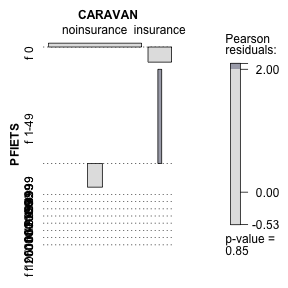 CARAVAN
noinsurance insurance
Pearson
residuals:
PFIETS
f 0
f 1-49
2.00
0.00
-0.53
p-value =
0.85